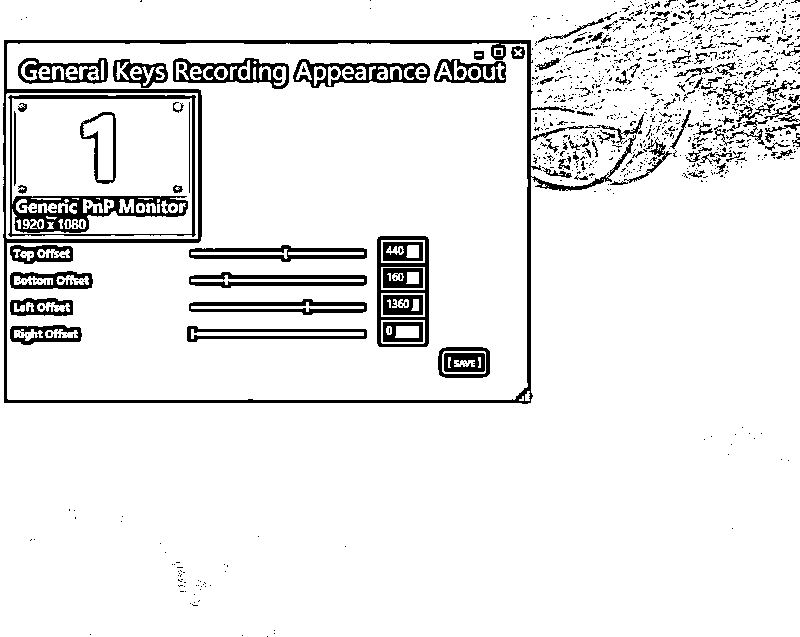 General Keys Recording Appearance About
1
Generic PnP Monitor
1920 x 1080
Top Offset 440
Bottom Offset 160
Left Offset 1360
Right Offset 0
[ SAVE ]